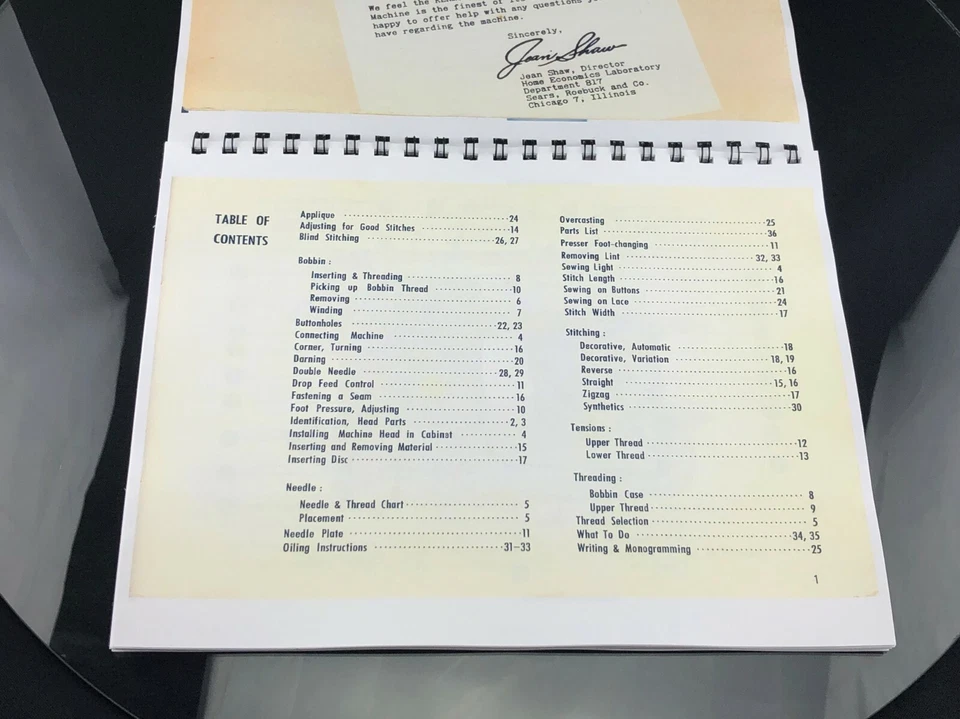 We feel the
Machine is the finest of its
happy to offer help with any questions
have regarding the machine.
Sincerely,
Jean Shaw
Jean Shaw, Director
Home Economics Laboratory
Department 817
Sears, Roebuck and Co.
Chicago 7, Illinois
TABLE OF
CONTENTS
Applique 24
Adjusting for Good Stitches 14
Blind Stitching 26, 27
Bobbin :
Inserting & Threading 8
Picking up Bobbin Thread 10
Removing 6
Winding 7
Buttonholes 22, 23
Connecting Machine 4
Corner, Turning 16
Darning 20
Double Needle 28, 29
Drop Feed Control 11
Fastening a Seam 16
Foot Pressure, Adjusting 10
Identification, Head Parts 2, 3
Installing Machine Head in Cabinet 4
Inserting and Removing Material 15
Inserting Disc 17
Needle :
Needle & Thread Chart 5
Placement 5
Needle Plate 11
Oiling Instructions 31-33
Overcasting 25
Parts List 36
Presser Foot-changing 11
Removing Lint 32, 33
Sewing Light 4
Stitch Length 16
Sewing on Buttons 21
Sewing on Lace 24
Stitch Width 17
Stitching :
Decorative, Automatic 18
Decorative, Variation 18, 19
Reverse 16
Straight 15, 16
Zigzag 17
Synthetics 30
Tensions :
Upper Thread 12
Lower Thread 13
Threading :
Bobbin Case 8
Upper Thread 9
Thread Selection 5
What To Do 34, 35
Writing & Monogramming 25
1